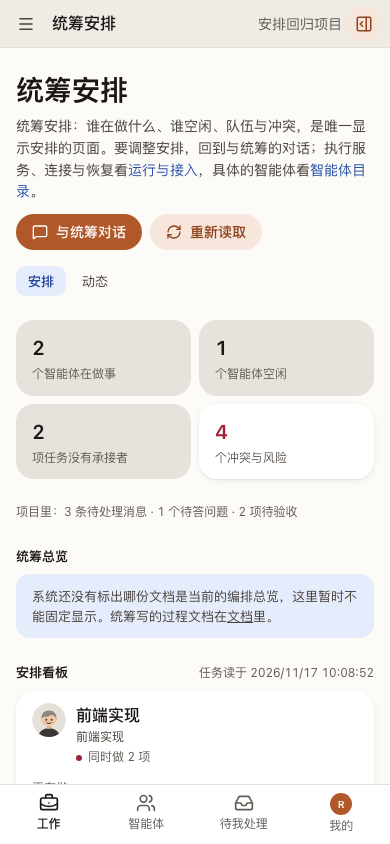 统筹安排
安排回归项目
统筹安排
统筹安排：谁在做什么、谁空闲、队伍与冲突，是唯一显
示安排的页面。要调整安排，回到与统筹的对话；执行服
务、连接与恢复看运行与接入，具体的智能体看智能体目
录。
与统筹对话
重新读取
安排
动态
2
个智能体在做事
1
个智能体空闲
2
项任务没有承接者
4
个冲突与风险
项目里：3 条待处理消息 · 1 个待答问题 · 2 项待验收
统筹总览
系统还没有标出哪份文档是当前的编排总览，这里暂时不
能固定显示。统筹写的过程文档在文档里。
安排看板
任务读于 2026/11/17 10:08:52
前端实现
前端实现
同时做 2 项
工作
智能体
待我处理
R
我的